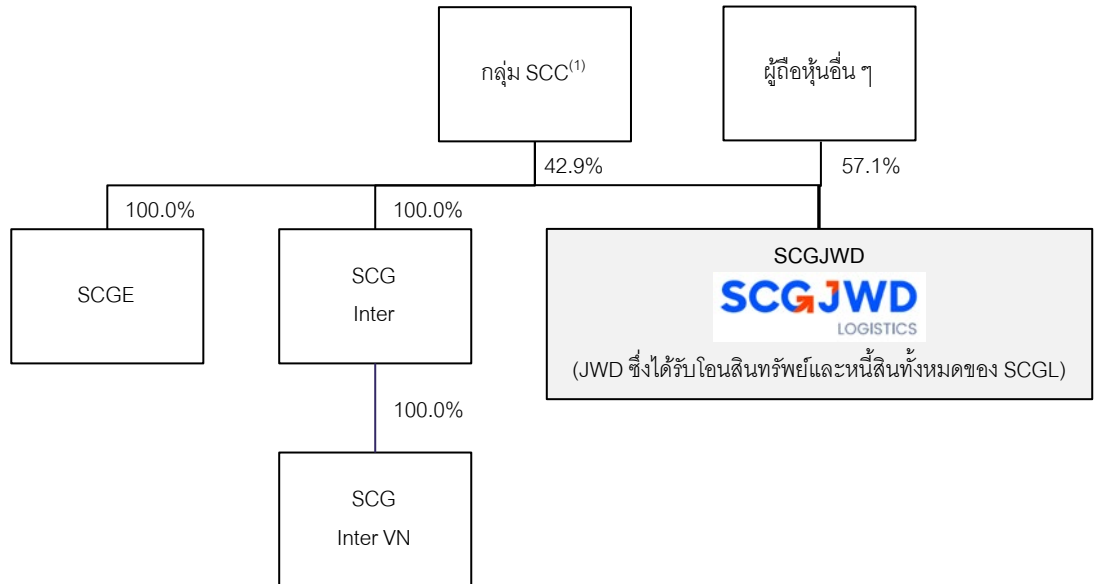 กลุ่ม SCC(1)
ผู้ถือหุ้นอื่น ๆ
42.9%
57.1%
100.0%
100.0%
SCGE
SCG
Inter
SCGJWD
SCGJWD
LOGISTICS
(JWD ซึ่งได้รับโอนสินทรัพย์และหนี้สินทั้งหมดของ SCGL)
100.0%
SCG
Inter VN